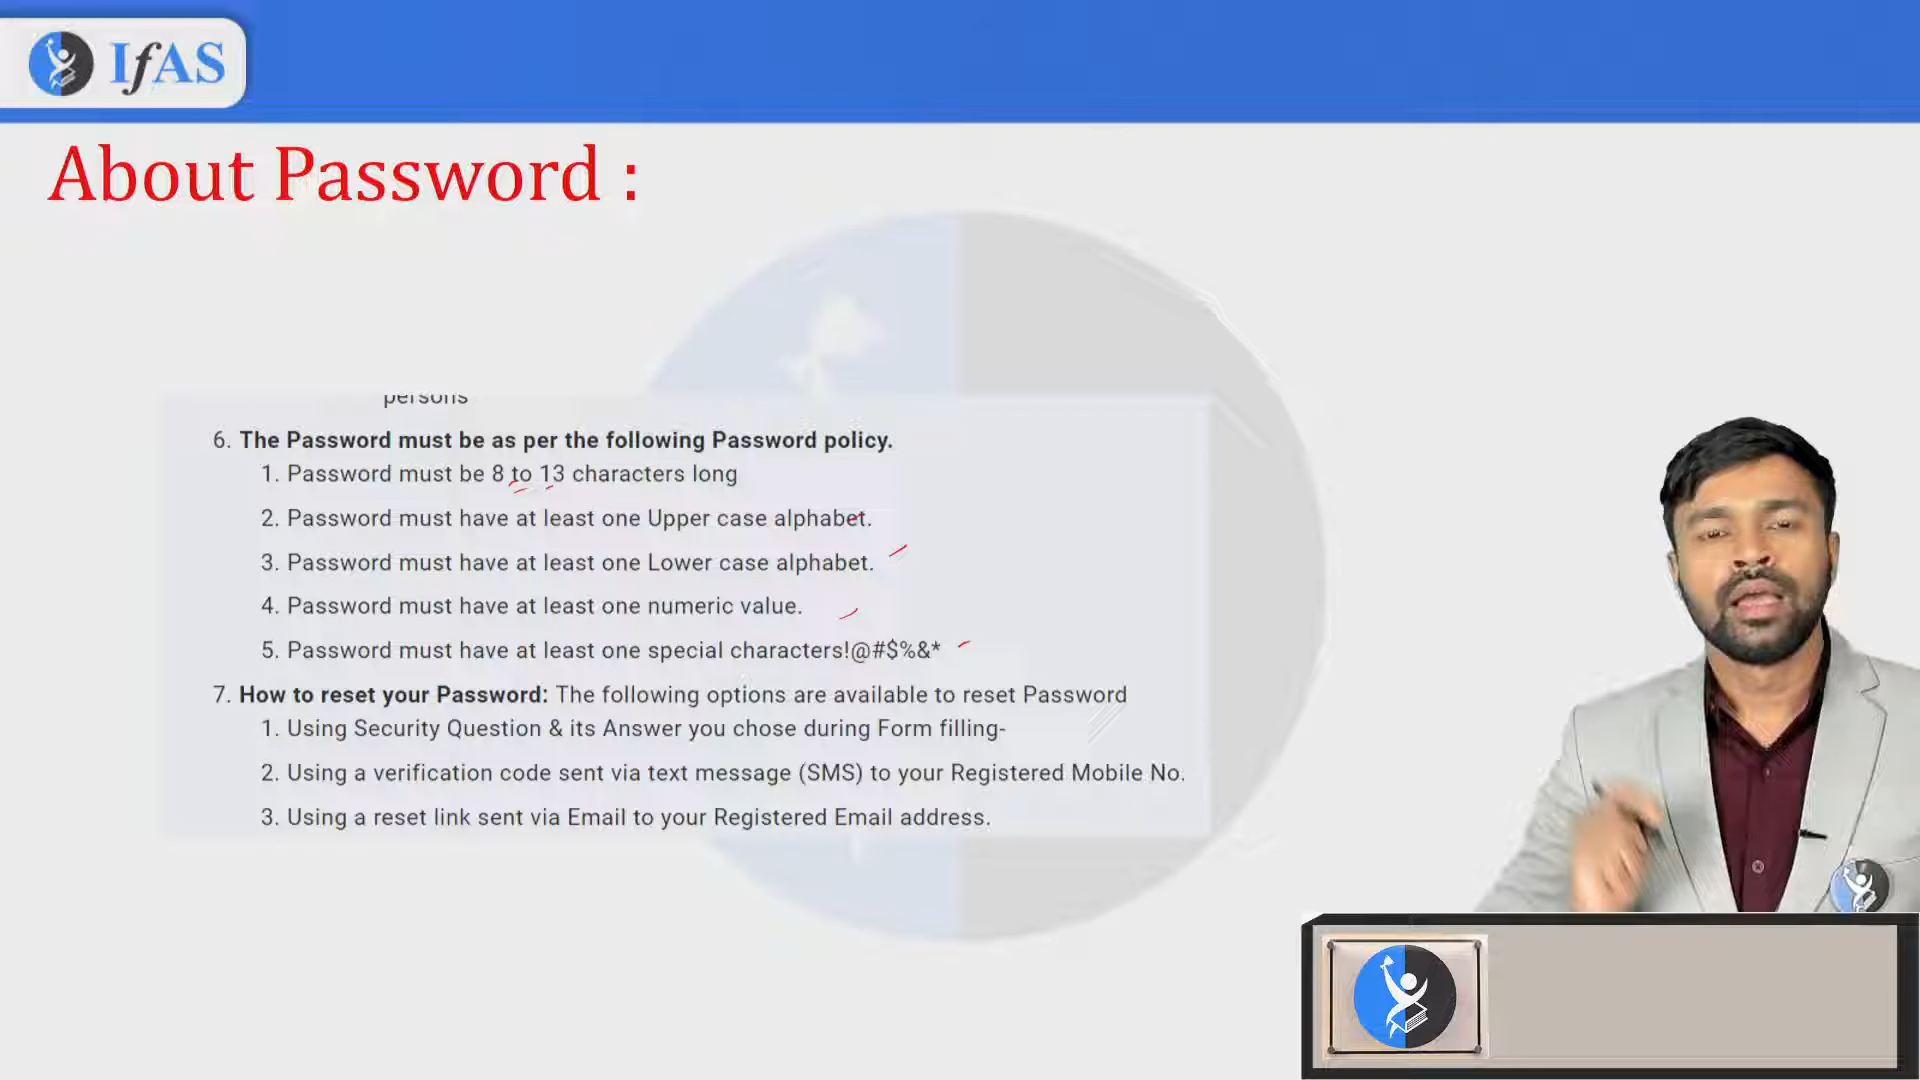 IfAS
About Password :
persons
6. The Password must be as per the following Password policy.
1. Password must be 8 to 13 characters long
2. Password must have at least one Upper case alphabet.
3. Password must have at least one Lower case alphabet.
4. Password must have at least one numeric value.
5. Password must have at least one special characters!@#$%&*
7. How to reset your Password: The following options are available to reset Password
1. Using Security Question & its Answer you chose during Form filling-
2. Using a verification code sent via text message (SMS) to your Registered Mobile No.
3. Using a reset link sent via Email to your Registered Email address.